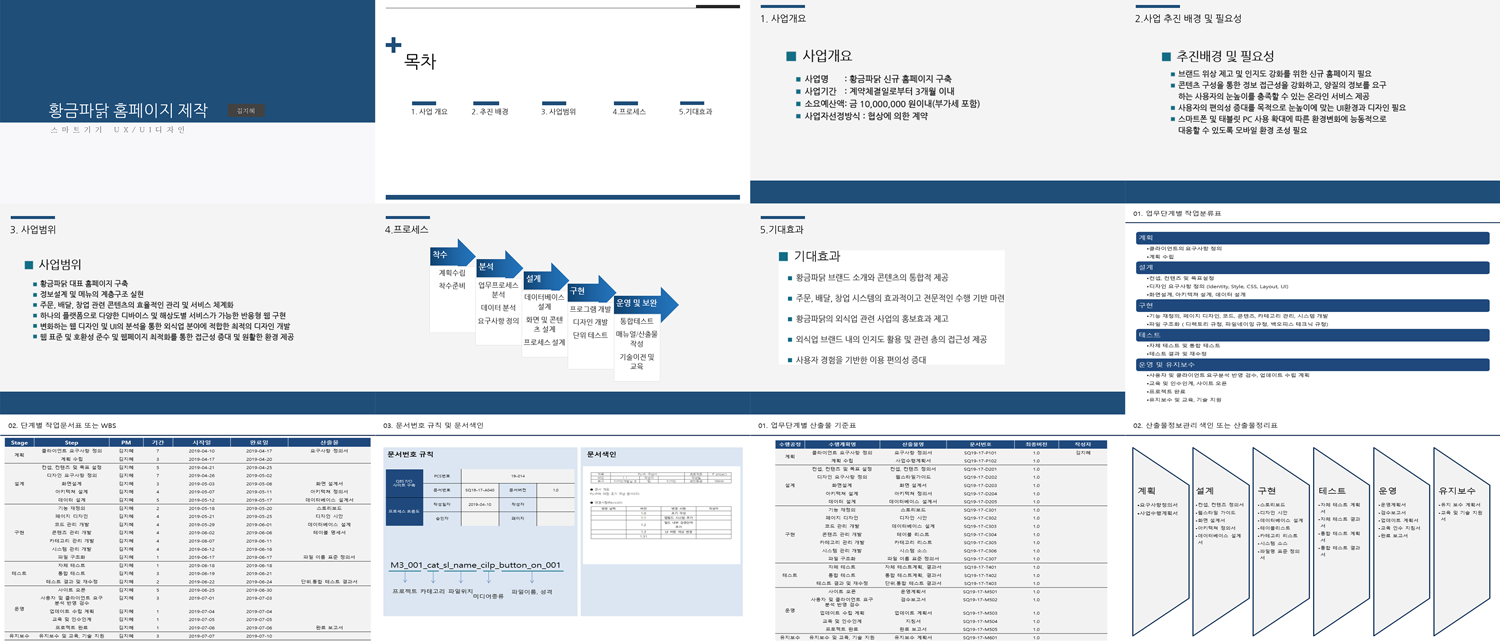 황금파닭 홈페이지 제작
김지혜
스마트기기 UX/UI디자인
목차
1. 사업 개요
2. 추진 배경
3. 사업범위
4.프로세스
5.기대효과
1. 사업개요
사업개요
사업명 : 황금파닭 신규 홈페이지 구축
사업기간 : 계약체결일로부터 3개월 이내
소요예산액: 금 10,000,000 원이내(부가세 포함)
사업자선정방식 : 협상에 의한 계약
2.사업 추진 배경 및 필요성
추진배경 및 필요성
브랜드 위상 제고 및 인지도 강화를 위한 신규 홈페이지 필요
콘텐츠 구성을 통한 정보 접근성을 강화하고, 양질의 정보를 요구
하는 사용자의 눈높이를 충족할 수 있는 온라인 서비스 제공
사용자의 편의성 증대를 목적으로 눈높이에 맞는 UI환경과 디자인 필요
스마트폰 및 태블릿 PC 사용 확대에 따른 환경변화에 능동적으로
대응할 수 있도록 모바일 환경 조성 필요
3. 사업범위
사업범위
황금파닭 대표 홈페이지 구축
정보설계 및 메뉴의 계층구조 실현
주문, 배달, 창업 관련 콘텐츠의 효율적인 관리 및 서비스 체계화
하나의 플랫폼으로 다양한 디바이스 및 해상도별 서비스가 가능한 반응형 웹 구현
변화하는 웹 디자인 및 UI의 분석을 통한 외식업 분야에 적합한 최적의 디자인 개발
웹 표준 및 호환성 준수 및 웹페이지 최적화를 통한 접속성 증대 및 원활한 환경 제공
4.프로세스
착수
계획수립
착수준비
분석
업무프로세스
분석
데이터 분석
요구사항 정의
설계
데이터베이스
설계
화면 및 콘텐
츠 설계
프로세스 설계
구현
프로그램 개발
디자인 개발
단위 테스트
운영 및 보완
통합테스트
매뉴얼/산출물
작성
기술이전 및
교육
5.기대효과
기대효과
황금파닭 브랜드 소개와 콘텐츠의 통합적 제공
주문, 배달, 창업 시스템의 효과적이고 전문적인 수행 기반 마련
황금파닭의 외식업 관련 사업의 홍보효과 제고
외식업 브랜드 내의 인지도 활용 및 관련 층의 접근성 제공
사용자 경험을 기반한 이용 편의성 증대
01. 업무단계별 작업분류표
계획
•클라이언트의 요구사항 정의
•계획 수립
설계
•컨셉, 컨텐츠 및 목표설정
•디자인 요구사항 정의 (Identity, Style, CSS, Layout, UI)
•화면설계, 아키텍처 설계, 데이터 설계
구현
•기능 재정의, 페이지 디자인, 코드, 콘텐츠, 카테고리 관리, 시스템 개발
•파일 구조화 ( 디렉토리 규정, 파일네이밍 규정, 백오피스 테크닉 규정)
테스트
•자체 테스트 및 통합 테스트
•테스트 결과 및 재수정
운영 및 유지보수
•사용자 및 클라이언트 요구분석 반영 검수, 업데이트 수립 계획
•교육 및 인수인계, 사이트 오픈
•프로젝트 완료
•유지보수 및 교육, 기술 지원
02. 단계별 작업문서표 또는 WBS
Stage Step PM 기간 시작일 완료일 산출물
계획 클라이언트 요구사항 정의 김지혜 7 2019-04-10 2019-04-17 요구사항 정의서
계획 수립 김지혜 7 2019-04-17 2019-04-20
설계 컨셉, 컨텐츠 및 목표 설정 김지혜 5 2019-04-21 2019-04-25
디자인 요구사항 정의 김지혜 7 2019-04-26 2019-05-02
화면 설계 김지혜 3 2019-05-03 2019-05-06 화면 설계서
아키텍쳐 설계 김지혜 4 2019-05-07 2019-05-11 아키텍쳐 정의서
데이터 설계 김지혜 5 2019-05-12 2019-05-17 데이터베이스 설계
구현 기능 재정의 김지혜 2 2019-05-18 2019-05-20 스토리보드
페이지 디자인 김지혜 4 2019-05-21 2019-05-25 디자인 시안
코드 관리 개발 김지혜 4 2019-05-29 2019-06-01 데이터베이스 설계
콘텐츠 관리 개발 김지혜 4 2019-06-02 2019-06-06 테이블 명세서
카테고리 관리 개발 김지혜 4 2019-06-07 2019-06-11
시스템 관리 개발 김지혜 4 2019-06-12 2019-06-16
파일 구조화 김지혜 1 2019-06-17 2019-06-17 파일 이름 표준 정의서
테스트 자체 테스트 김지혜 1 2019-06-18 2019-06-18
통합 테스트 김지혜 3 2019-06-19 2019-06-21
테스트 결과 및 재수정 김지혜 2 2019-06-22 2019-06-24 단위.통합 테스트 결과서
운영 사이트 오픈 김지혜 5 2019-06-25 2019-06-30
사용자 및 클라이언트 요구
분석 반영 검수 김지혜 3 2019-07-01 2019-07-03
업데이트 수립 계획 김지혜 1 2019-07-04 2019-07-04
교육 및 인수인계 김지혜 1 2019-07-05 2019-07-05
프로젝트 완료 김지혜 1 2019-07-06 2019-07-06 완료 보고서
유지보수 유지보수 및 교육, 기술 지원 김지혜 3 2019-07-07 2019-07-10
03. 문서번호 규칙 및 문서색인
문서번호 규칙
PCS번호 19-014
문서번호 SQ19-17-A040 문서버전 1.0
작성일자 2019-04-10 작성자
승인자 페이지
M3_001_cat_sl_name_cilp_button_on_001
프로젝트 카테고리 파일위치 미디어종류 파일이름, 성격
문서색인
01. 업무단계별 산출물 기준표
수행공정 수행계획명 산출물명 문서번호 최종버전 작성자
계획 클라이언트 요구사항 정의 요구사항 정의서 SQ19-17-P101 1.0 김지혜
계획 수립 사업수행계획서 SQ19-17-P102 1.0
설계 컨셉, 컨텐츠 및 목표 설정 컨셉, 컨텐츠 정의서 SQ19-17-D201 1.0
디자인 요구사항 정의 웹스타일가이드 SQ19-17-D202 1.0
화면설계 화면 설계서 SQ19-17-D203 1.0
아키텍쳐 설계 아키텍쳐 정의서 SQ19-17-D204 1.0
데이터 설계 데이터베이스 설계 SQ19-17-D205 1.0
구현 기능 재정의 스토리보드 SQ19-17-C301 1.0
페이지 디자인 디자인 시안 SQ19-17-C302 1.0
코드 관리 개발 데이터베이스 설계 SQ19-17-C303 1.0
콘텐츠 관리 개발 테이블 리스트 SQ19-17-C304 1.0
카테고리 관리 개발 카테고리 리스트 SQ19-17-C305 1.0
시스템 관리 개발 시스템 소스 SQ19-17-C306 1.0
파일 구조화 파일 이름 표준 정의서 SQ19-17-C307 1.0
테스트 자체 테스트 자체 테스트계획, 결과서 SQ19-17-T401 1.0
통합 테스트 통합 테스트계획, 결과서 SQ19-17-T402 1.0
테스트 결과 및 재수정 단위.통합 테스트 결과서 SQ19-17-T403 1.0
운영 사이트 오픈 운영계획서 SQ19-17-M501 1.0
사용자 및 클라이언트 요구
분석 반영 검수 검수보고서 SQ19-17-M502 1.0
업데이트 수립 계획 업데이트 계획서 SQ19-17-M503 1.0
교육 및 인수인계 지침서 SQ19-17-M504 1.0
프로젝트 완료 완료 보고서 SQ19-17-M505 1.0
유지보수 유지보수 및 교육, 기술 지원 유지보수 계획서 SQ19-17-M601 1.0
02. 산출물정보관리 색인 또는 산출물정리표
계획
•요구사항정의서
•사업수행계획서
설계
•컨셉, 컨텐츠 정의서
•웹스타일 가이드
•화면 설계서
•아키텍쳐 정의서
•데이터베이스 설계
서
구현
•스토리보드
•디자인 시안
•데이터베이스 설계
•테이블리스트
•카테고리 리스트
•시스템 소스
•파일명 표준 정의
서
테스트
•자체 테스트 계획
서
•자체 테스트 결과
서
•통합 테스트 계획
서
•통합 테스트 결과
서
운영
•운영계획서
•검수보고서
•업데이트 계획서
•교육 인수 지침서
•완료 보고서
유지보수
•유지 보수 계획서
•교육 및 기술 지원
서